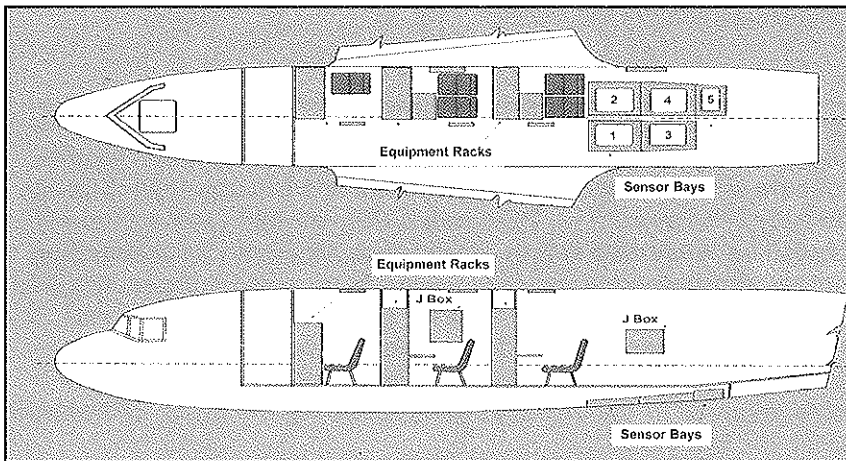 2 4 5
1 3
Equipment Racks
Sensor Bays
Equipment Racks
J Box
J Box
Sensor Bays